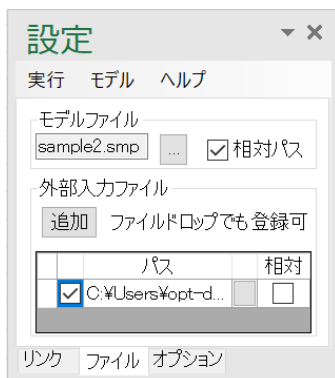 設定
実行 モデル ヘルプ
モデルファイル
sample2.smp ... 相対パス
外部入力ファイル
追加 ファイルドロップでも登録可
パス 相対
C:¥Users¥opt-d...
リンク ファイル オプション